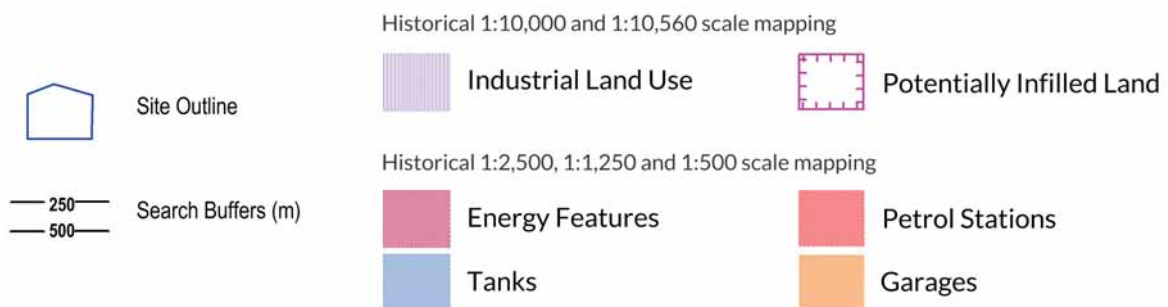 Historical 1:10,000 and 1:10,560 scale mapping
Industrial Land Use
Potentially Infilled Land
Site Outline
Historical 1:2,500, 1:1,250 and 1:500 scale mapping
250
500
Search Buffers (m)
Energy Features
Petrol Stations
Tanks
Garages